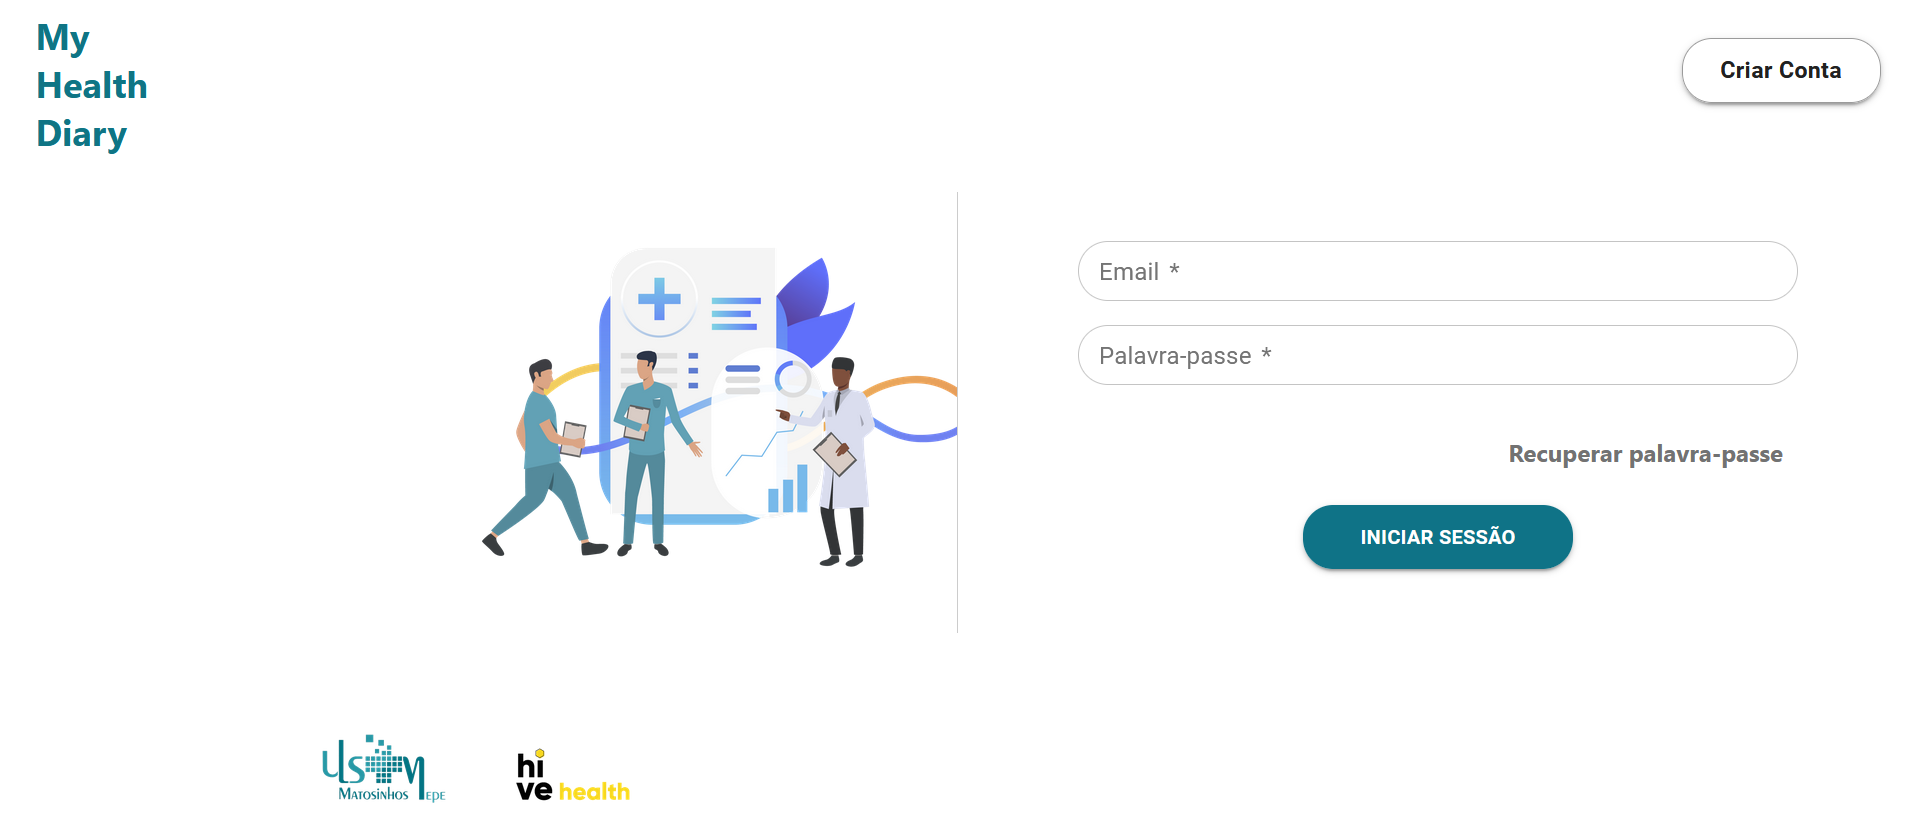 My
Health
Diary
Criar Conta
Email *
Palavra-passe *
Recuperar palavra-passe
INICIAR SESSÃO
Ulsm
MATOSINHOS EPE
hi
ve health